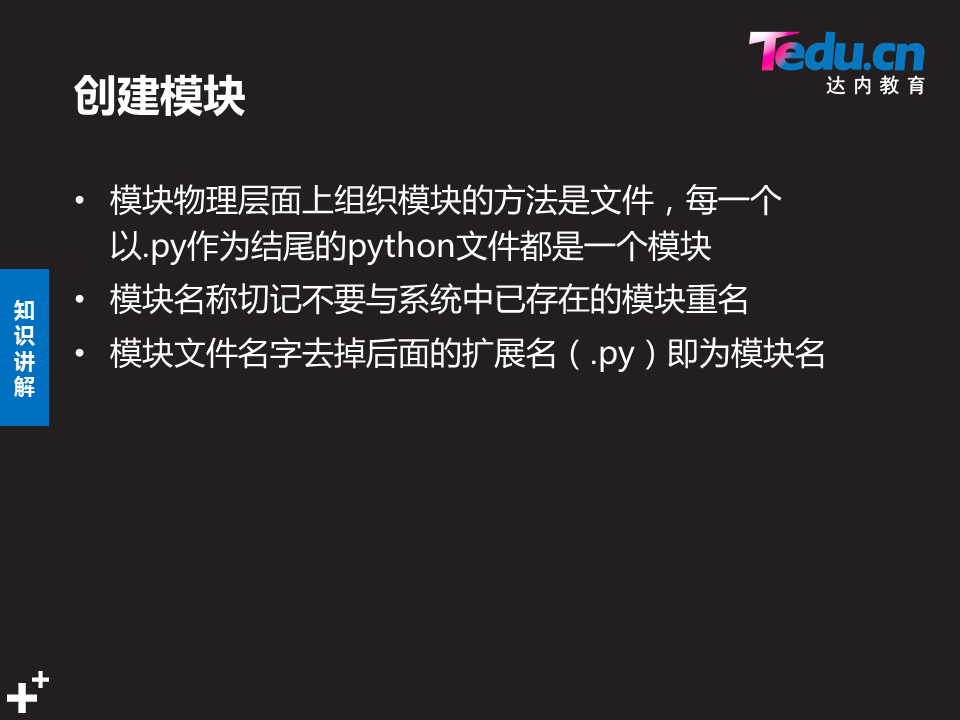 Tedu.cn
达内教育
创建模块
• 模块物理层面上组织模块的方法是文件，每一个
以.py作为结尾的python文件都是一个模块
• 模块名称切记不要与系统中已存在的模块重名
• 模块文件名字去掉后面的扩展名（.py）即为模块名
知识讲解